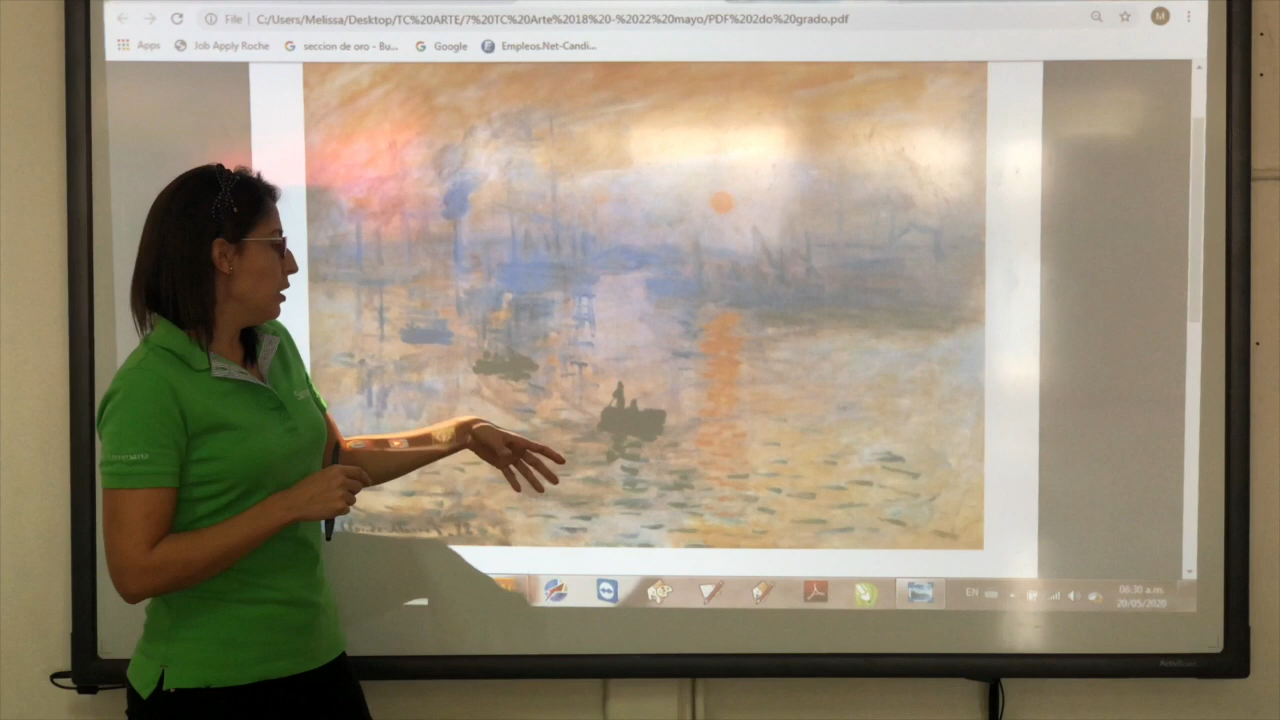 File C:/Users/Melissa/Desktop/TC%20ARTE/7%20TC%20Arte%2018%20-%2022%20mayo/PDF%202do%20grado.pdf
M
Apps Job Apply Roche seccion de oro - Bu... Google Empleos.Net-Candi...
EN 08:30 a.m.
20/05/2020